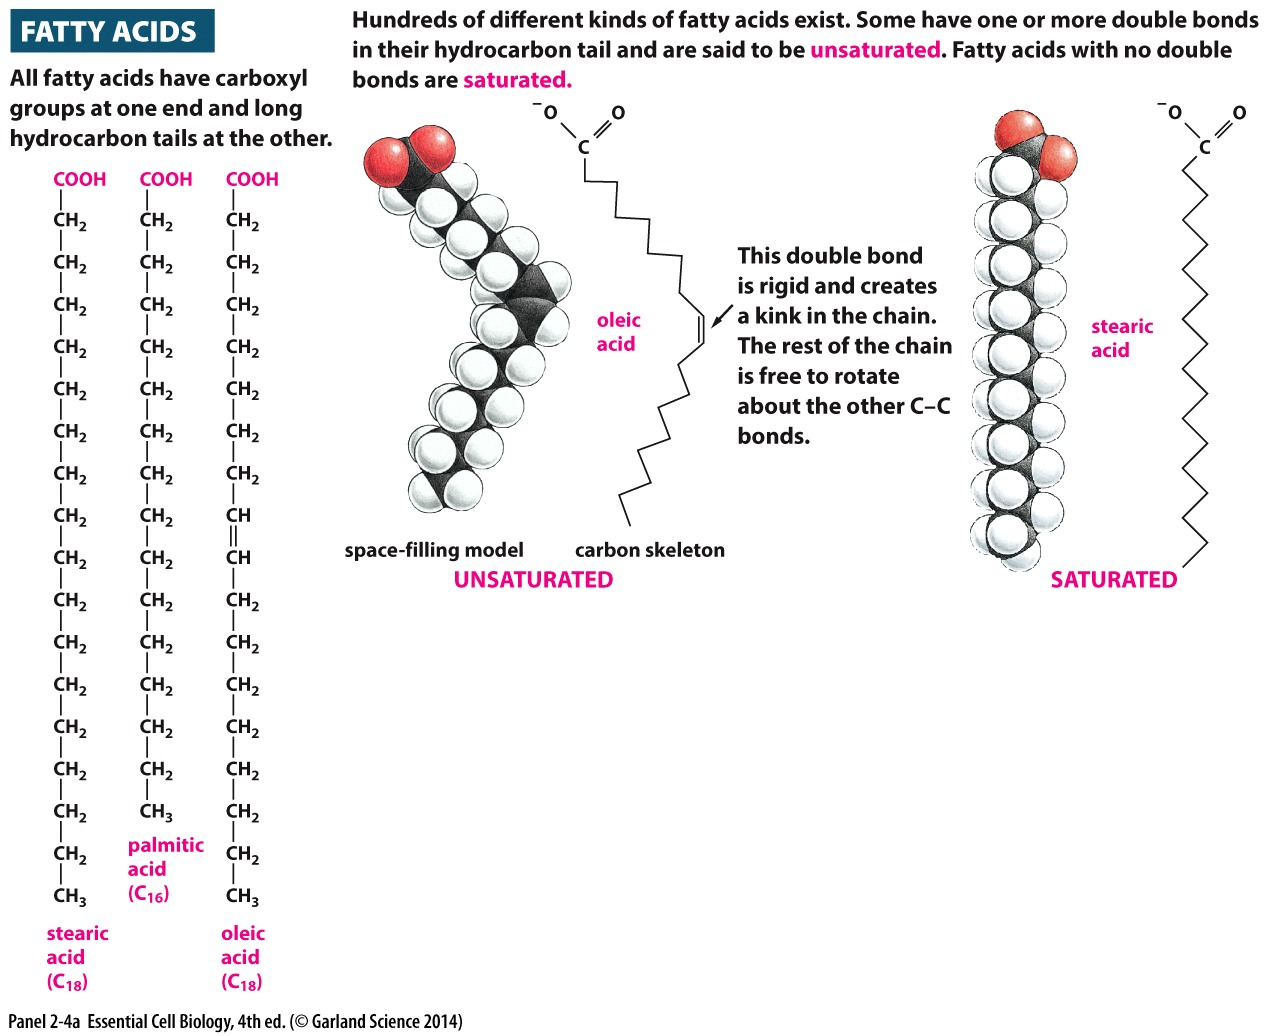 FATTY ACIDS
All fatty acids have carboxyl
groups at one end and long
hydrocarbon tails at the other.
Hundreds of different kinds of fatty acids exist. Some have one or more double bonds
in their hydrocarbon tail and are said to be unsaturated. Fatty acids with no double
bonds are saturated.
COOH COOH COOH
CH₂ CH₂ CH₂
CH₂ CH₂ CH₂
CH₂ CH₂ CH₂
CH₂ CH₂ CH₂
CH₂ CH₂ CH₂
CH₂ CH₂ CH₂
CH₂ CH₂ CH₂
CH₂ CH₂ CH
CH₂ CH₂ CH
CH₂ CH₂ CH₂
CH₂ CH₂ CH₂
CH₂ CH₂ CH₂
CH₂ CH₂ CH₂
CH₂ CH₂ CH₂
CH₂ CH₃ CH₂
CH₂ CH₂
CH₃ CH₃
stearic
acid
(C₁₈)
palmitic
acid
(C₁₆)
oleic
acid
(C₁₈)
⁻O O
C
oleic
acid
This double bond
is rigid and creates
a kink in the chain.
The rest of the chain
is free to rotate
about the other C–C
bonds.
space-filling model
carbon skeleton
UNSATURATED
⁻O O
C
stearic
acid
SATURATED
Panel 2-4a Essential Cell Biology, 4th ed. (© Garland Science 2014)